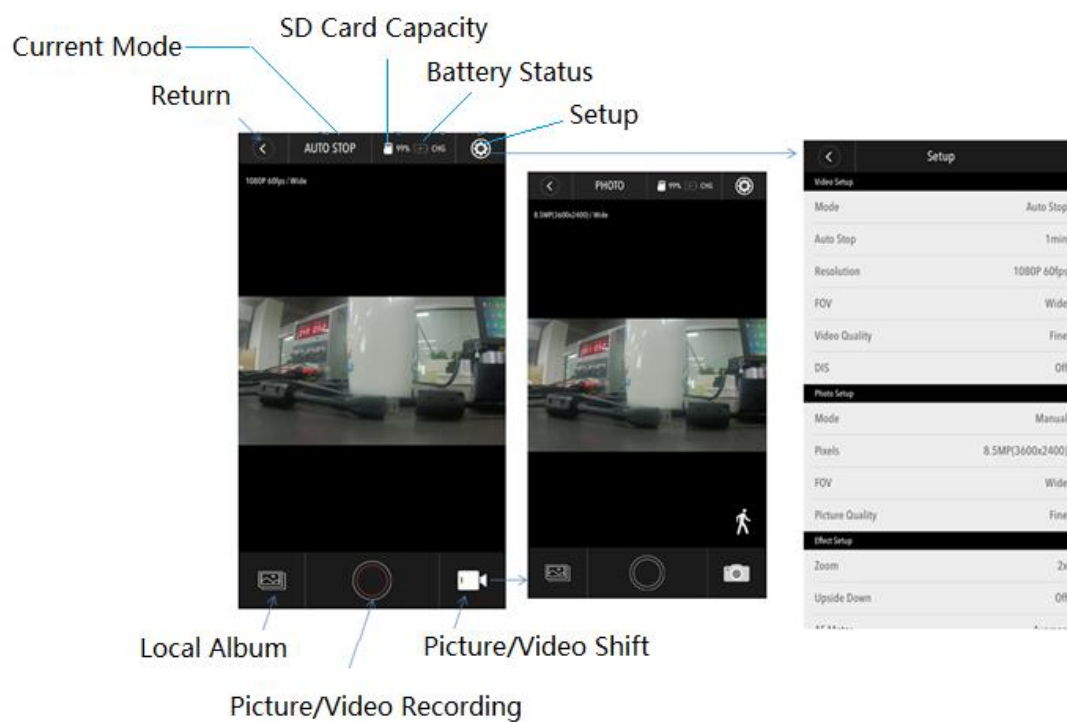 SD Card Capacity
Current Mode
Battery Status
Return
Setup
AUTO STOP 99% CHG
1080P 60fps / Wide
PHOTO 99% CHG
8.5MP(3600x2400) / Wide
Setup
Video Setup
Mode Auto Stop
Auto Stop 1min
Resolution 1080P 60fps
FOV Wide
Video Quality Fine
DIS Off
Photo Setup
Mode Manual
Pixels 8.5MP(3600x2400)
FOV Wide
Picture Quality Fine
Effect Setup
Zoom 2x
Upside Down Off
Local Album
Picture/Video Shift
Picture/Video Recording